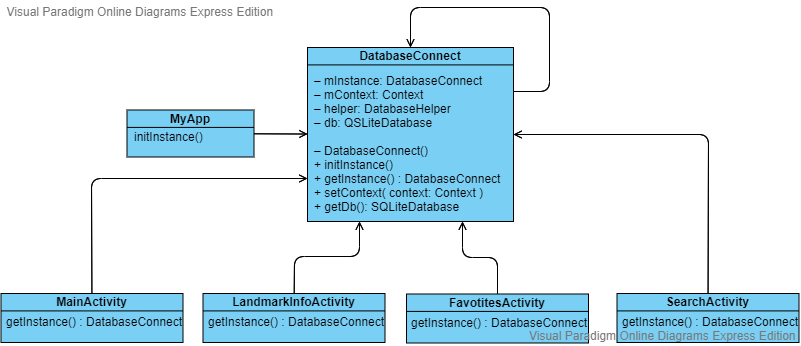 Visual Paradigm Online Diagrams Express Edition
DatabaseConnect
– mInstance: DatabaseConnect
– mContext: Context
– helper: DatabaseHelper
– db: QSLiteDatabase
– DatabaseConnect()
+ initInstance()
+ getInstance() : DatabaseConnect
+ setContext( context: Context )
+ getDb(): SQLiteDatabase
MyApp
initInstance()
MainActivity
getInstance() : DatabaseConnect
LandmarkInfoActivity
getInstance() : DatabaseConnect
FavotitesActivity
getInstance() : DatabaseConnect
SearchActivity
getInstance() : DatabaseConnect
Visual Paradigm Online Diagrams Express Edition